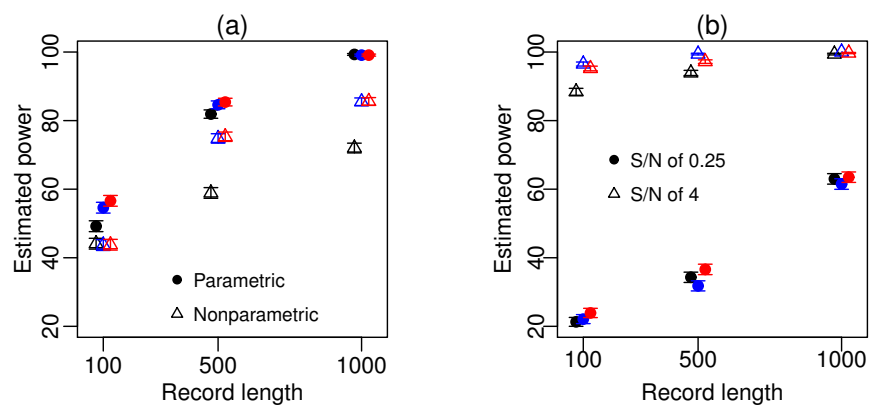 (a)
Estimated power
100
80
60
40
20
Parametric
Nonparametric
100
500
1000
Record length
(b)
Estimated power
100
80
60
40
20
S/N of 0.25
S/N of 4
100
500
1000
Record length